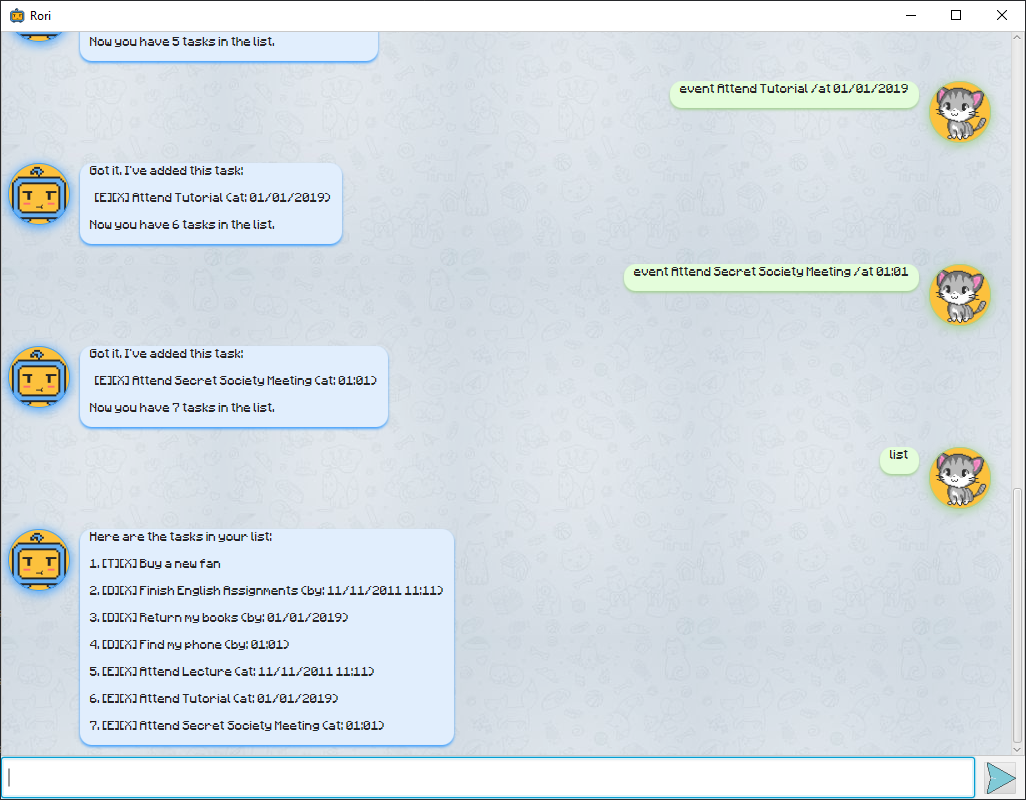 Rori
Now you have 5 tasks in the list.
event Attend Tutorial /at 01/01/2019
Got it. I've added this task:
[E][X] Attend Tutorial (at: 01/01/2019)
Now you have 6 tasks in the list.
event Attend Secret Society Meeting /at 01:01
Got it. I've added this task:
[E][X] Attend Secret Society Meeting (at: 01:01)
Now you have 7 tasks in the list.
list
Here are the tasks in your list:
1. [T][X] Buy a new fan
2. [D][X] Finish English Assignments (by: 11/11/2011 11:11)
3. [D][X] Return my books (by: 01/01/2019)
4. [D][X] Find my phone (by: 01:01)
5. [E][X] Attend Lecture (at: 11/11/2011 11:11)
6. [E][X] Attend Tutorial (at: 01/01/2019)
7. [E][X] Attend Secret Society Meeting (at: 01:01)